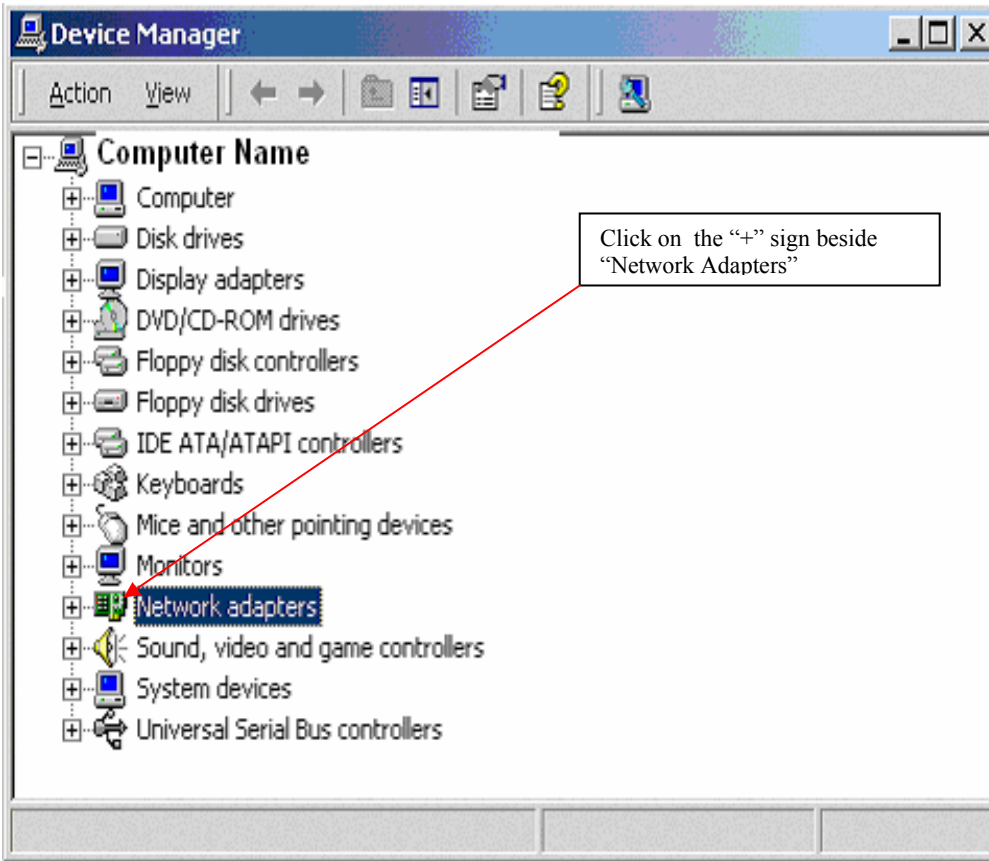 Device Manager
Action View
Computer Name
Computer
Disk drives
Click on the “+” sign beside
“Network Adapters”
Display adapters
DVD/CD-ROM drives
Floppy disk controllers
Floppy disk drives
IDE ATA/ATAPI controllers
Keyboards
Mice and other pointing devices
Monitors
Network adapters
Sound, video and game controllers
System devices
Universal Serial Bus controllers